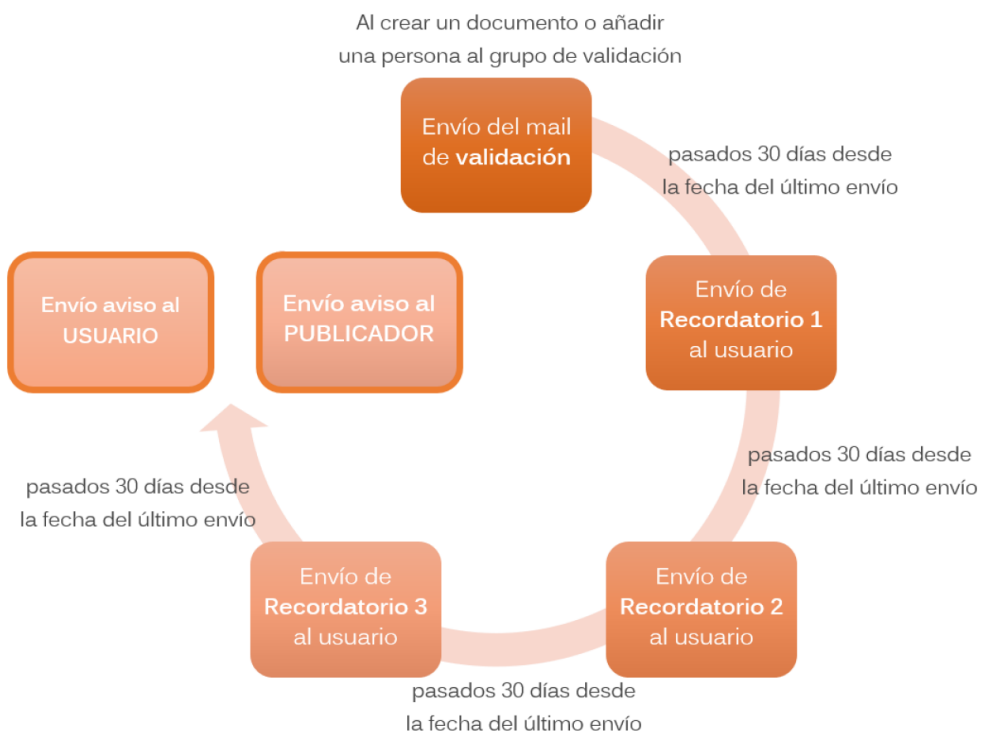 Al crear un documento o añadir
una persona al grupo de validación
Envío del mail
de validación
pasados 30 días desde
la fecha del último envío
Envío de
Recordatorio 1
al usuario
pasados 30 días desde
la fecha del último envío
Envío de
Recordatorio 2
al usuario
pasados 30 días desde
la fecha del último envío
Envío de
Recordatorio 3
al usuario
pasados 30 días desde
la fecha del último envío
Envío aviso al
USUARIO
Envío aviso al
PUBLICADOR